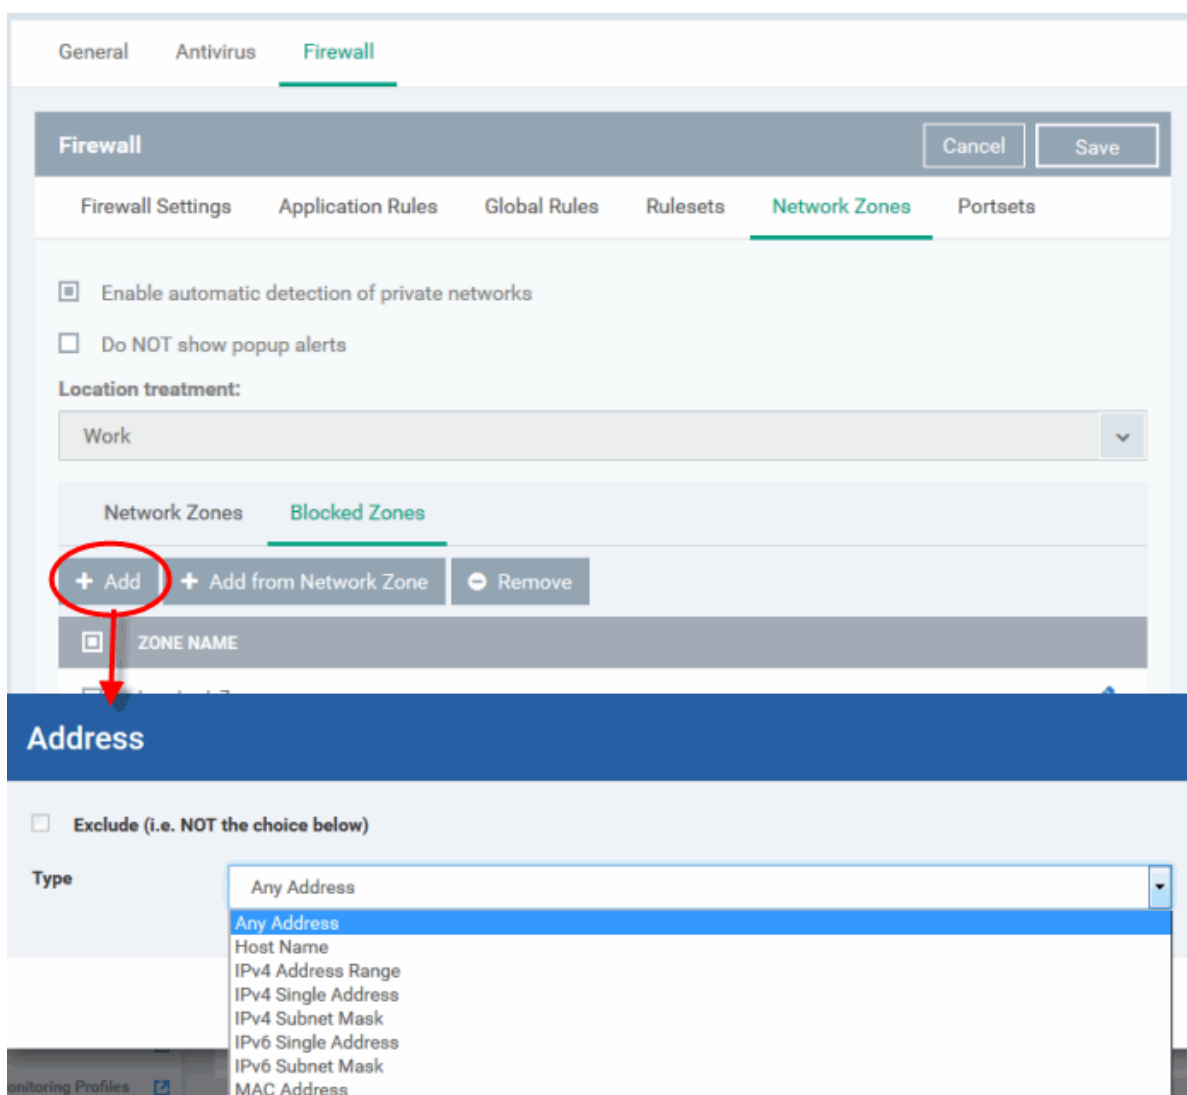 General Antivirus Firewall
Firewall Cancel Save
Firewall Settings Application Rules Global Rules Rulesets Network Zones Portsets
Enable automatic detection of private networks
Do NOT show popup alerts
Location treatment:
Work
Network Zones Blocked Zones
Add Add from Network Zone Remove
ZONE NAME
Address
Exclude (i.e. NOT the choice below)
Type Any Address
Any Address
Host Name
IPv4 Address Range
IPv4 Single Address
IPv4 Subnet Mask
IPv6 Single Address
IPv6 Subnet Mask
onitoring Profiles MAC Address